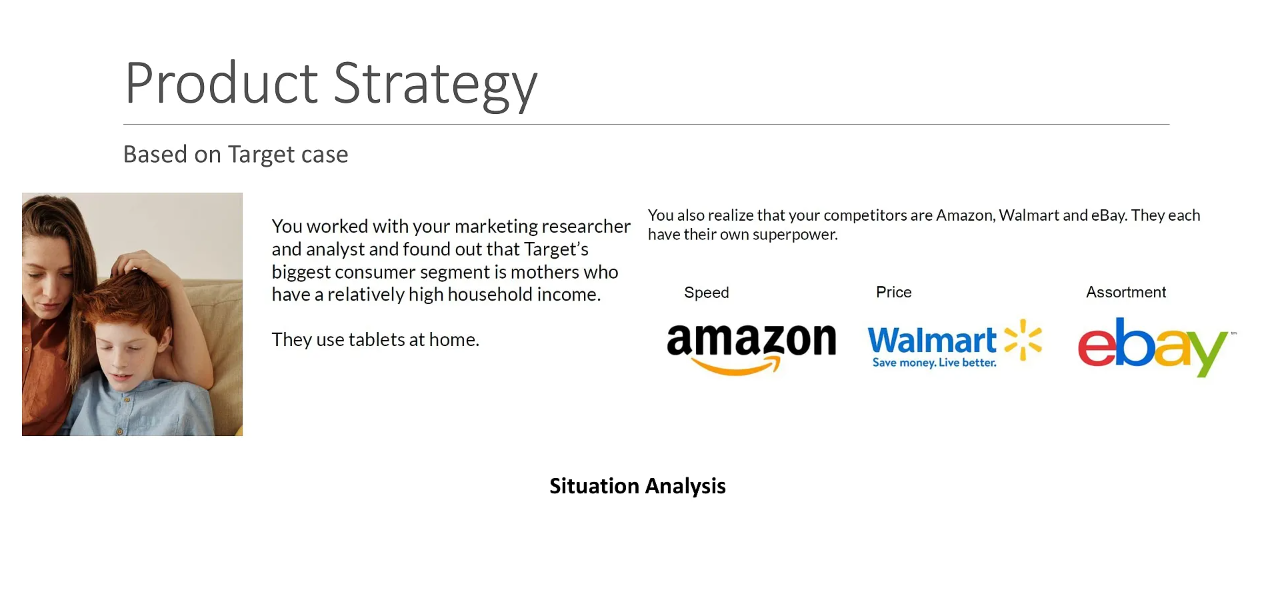 Product Strategy
Based on Target case
You worked with your marketing researcher
and analyst and found out that Target’s
biggest consumer segment is mothers who
have a relatively high household income.
They use tablets at home.
You also realize that your competitors are Amazon, Walmart and eBay. They each
have their own superpower.
Speed
Price
Assortment
amazon
Walmart
Save money. Live better.
ebay™
Situation Analysis